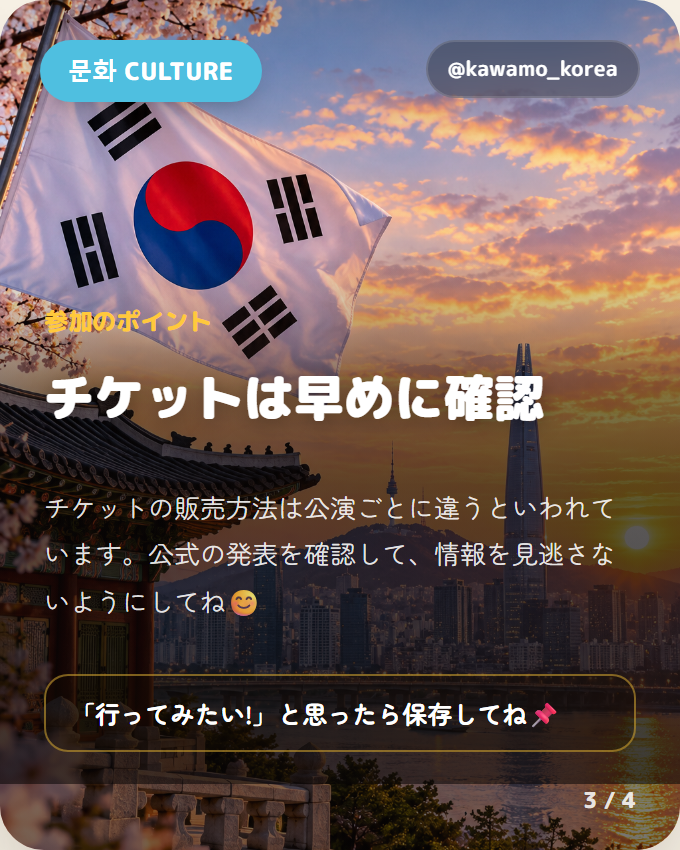 문화 CULTURE
@kawamo_korea
参加のポイント
チケットは早めに確認
チケットの販売方法は公演ごとに違うといわれて
います。公式の発表を確認して、情報を見逃さな
いようにしてね😊
「行ってみたい!」と思ったら保存してね📌
3 / 4